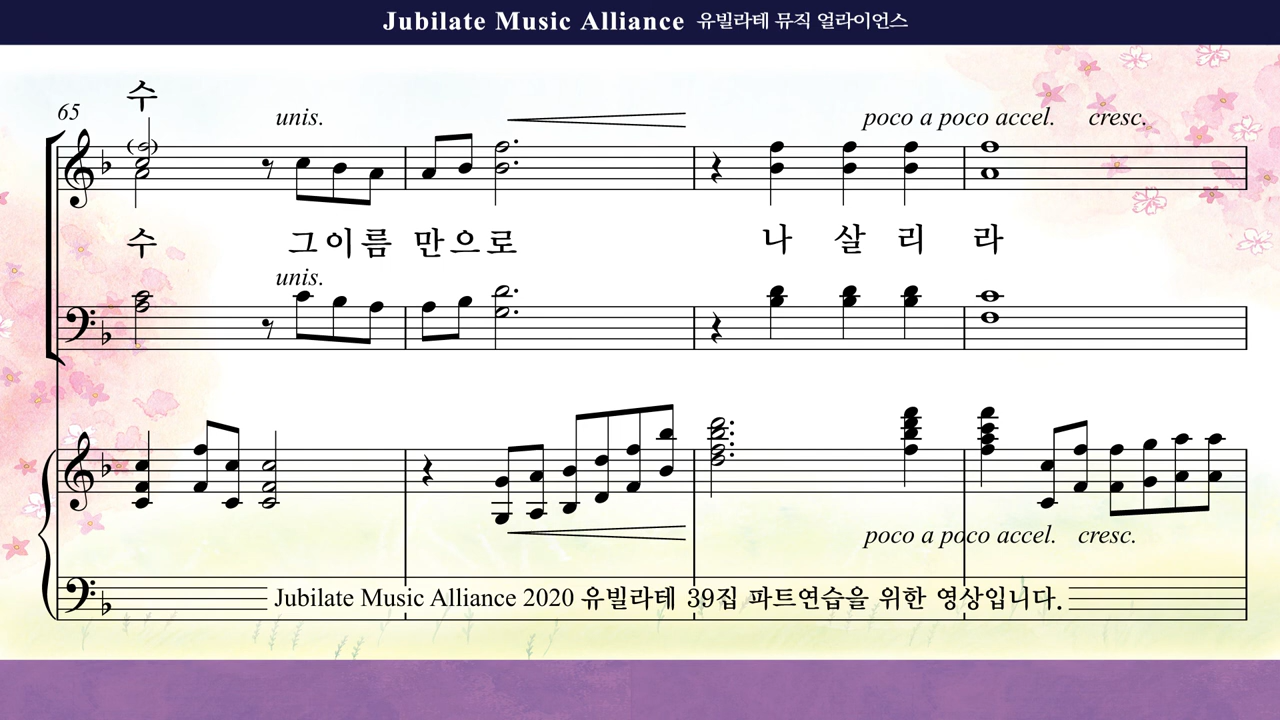 Jubilate Music Alliance 유빌라테 뮤직 얼라이언스
수
65
unis.
poco a poco accel. cresc.
수 그이름 만으로 나 살 리 라
unis.
poco a poco accel. cresc.
Jubilate Music Alliance 2020 유빌라테 39집 파트연습을 위한 영상입니다.